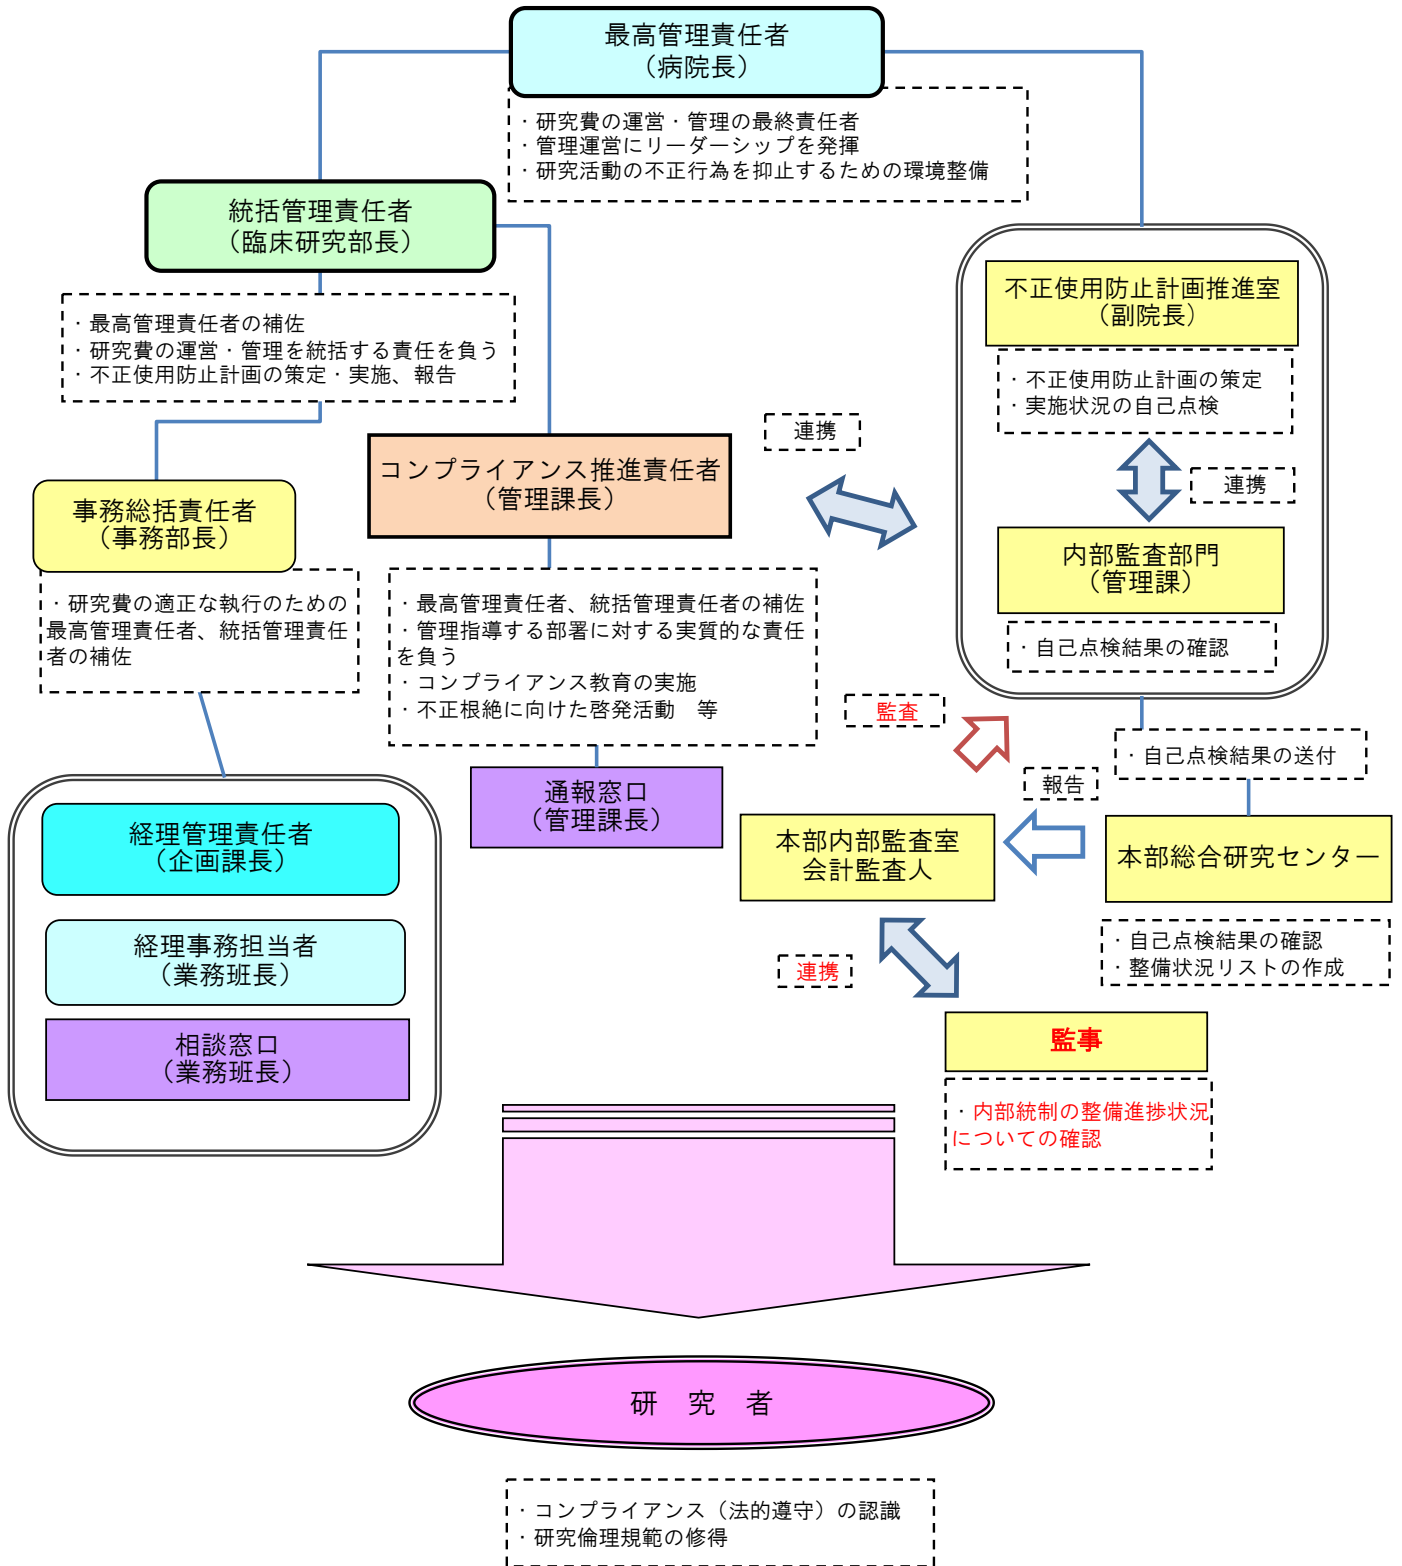 最高管理責任者
（病院長）
・研究費の運営・管理の最終責任者
・管理運営にリーダーシップを発揮
・研究活動の不正行為を抑止するための環境整備
統括管理責任者
（臨床研究部長）
・最高管理責任者の補佐
・研究費の運営・管理を統括する責任を負う
・不正使用防止計画の策定・実施、報告
不正使用防止計画推進室
（副院長）
・不正使用防止計画の策定
・実施状況の自己点検
連携
連携
コンプライアンス推進責任者
（管理課長）
事務総括責任者
（事務部長）
内部監査部門
（管理課）
・自己点検結果の確認
・研究費の適正な執行のための
最高管理責任者、統括管理責任
者の補佐
・最高管理責任者、統括管理責任者の補佐
・管理指導する部署に対する実質的な責任
を負う
・コンプライアンス教育の実施
・不正根絶に向けた啓発活動　等
監査
・自己点検結果の送付
報告
通報窓口
（管理課長）
経理管理責任者
（企画課長）
本部内部監査室
会計監査人
本部総合研究センター
・自己点検結果の確認
・整備状況リストの作成
経理事務担当者
（業務班長）
連携
相談窓口
（業務班長）
監事
・内部統制の整備進捗状況
についての確認
研　究　者
・コンプライアンス（法的遵守）の認識
・研究倫理規範の修得